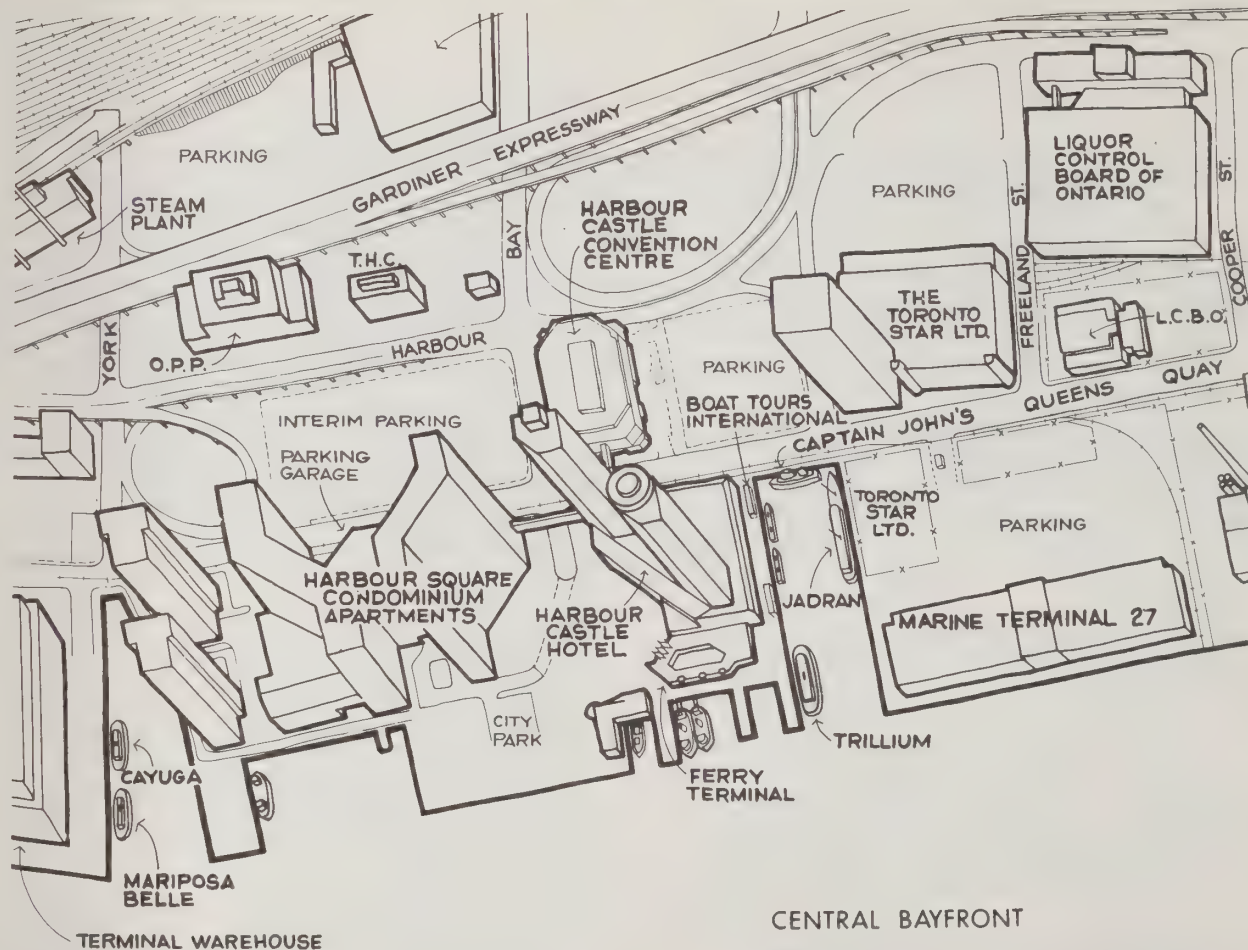 PARKING
GARDINER EXPRESSWAY
STEAM
PLANT
LIQUOR
CONTROL
BOARD OF
ONTARIO
PARKING
FREELAND ST.
COOPER ST.
HARBOUR
CASTLE
CONVENTION
CENTRE
BAY
T.H.C.
YORK
O.P.P.
HARBOUR
THE
TORONTO
STAR LTD.
L.C.B.O.
PARKING
QUEENS QUAY
BOAT TOURS
INTERNATIONAL
CAPTAIN JOHN'S
INTERIM PARKING
PARKING
GARAGE
TORONTO
STAR
LTD.
PARKING
HARBOUR SQUARE
CONDOMINIUM
APARTMENTS
HARBOUR
CASTLE
HOTEL
JADRAN
MARINE TERMINAL 27
CITY
PARK
TRILLIUM
CAYUGA
FERRY
TERMINAL
MARIPOSA
BELLE
TERMINAL WAREHOUSE
CENTRAL BAYFRONT